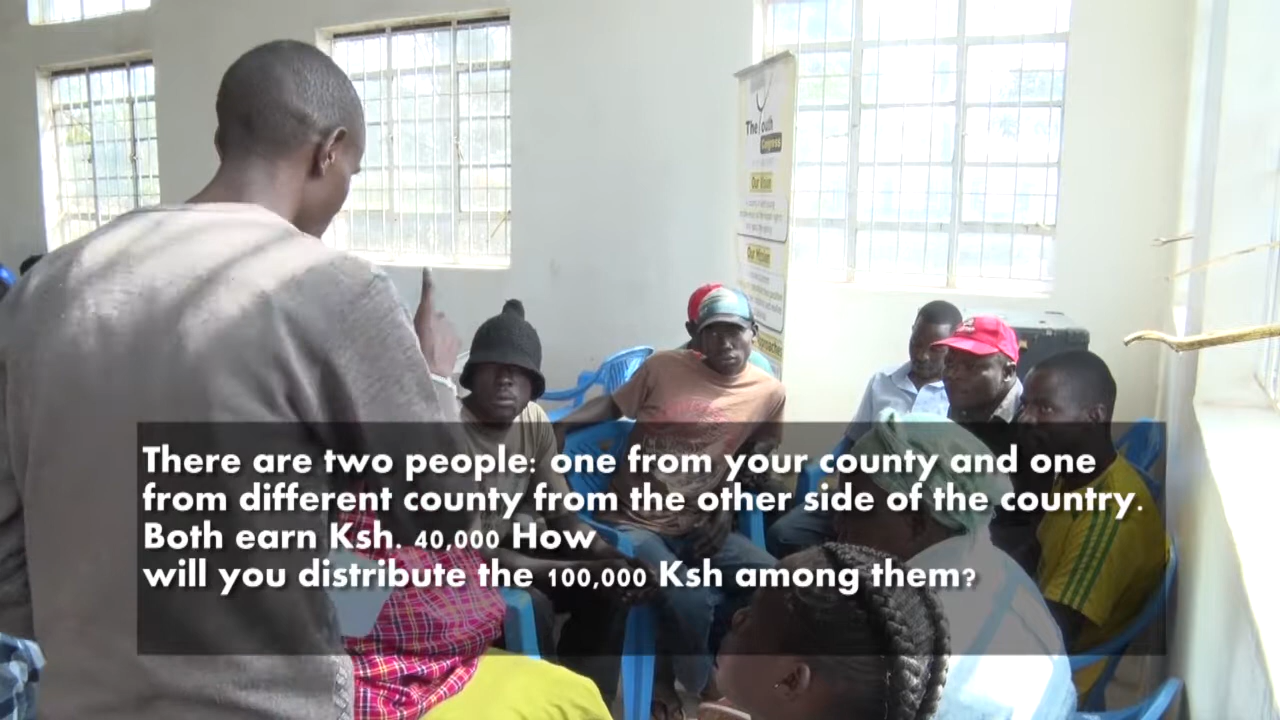 The Youth
Congress
Our Vision
Our Mission
There are two people: one from your county and one
from different county from the other side of the country.
Both earn Ksh. 40,000 How
will you distribute the 100,000 Ksh among them?